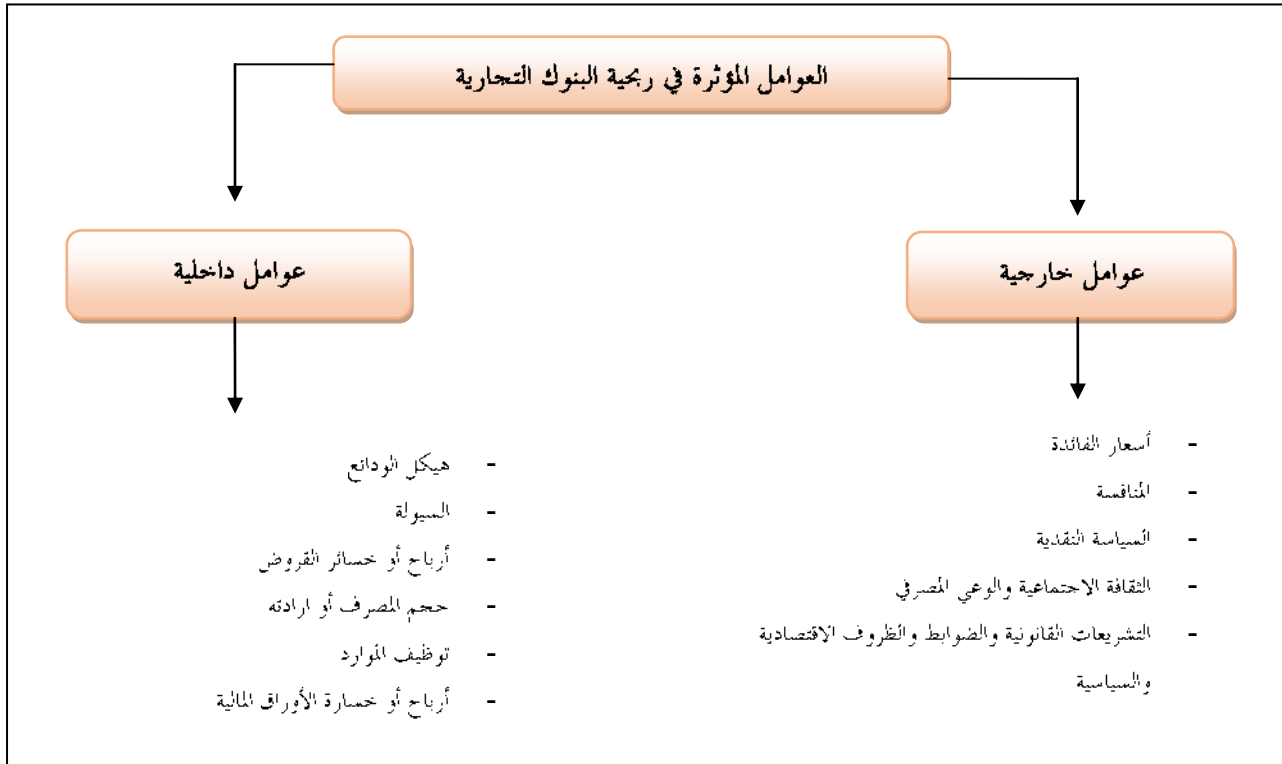 العوامل المؤثرة في ربحية البنوك التجارية
عوامل خارجية
- أسعار الفائدة
- المنافسة
- السياسة النقدية
- الثقافة الاجتماعية والوعي المصرفي
- التشريعات القانونية والضوابط والظروف الاقتصادية
والسياسية
عوامل داخلية
- هيكل الودائع
- السيولة
- أرباح أو خسائر القروض
- حجم المصرف أو ارادته
- توظيف الموارد
- أرباح أو خسارة الأوراق المالية